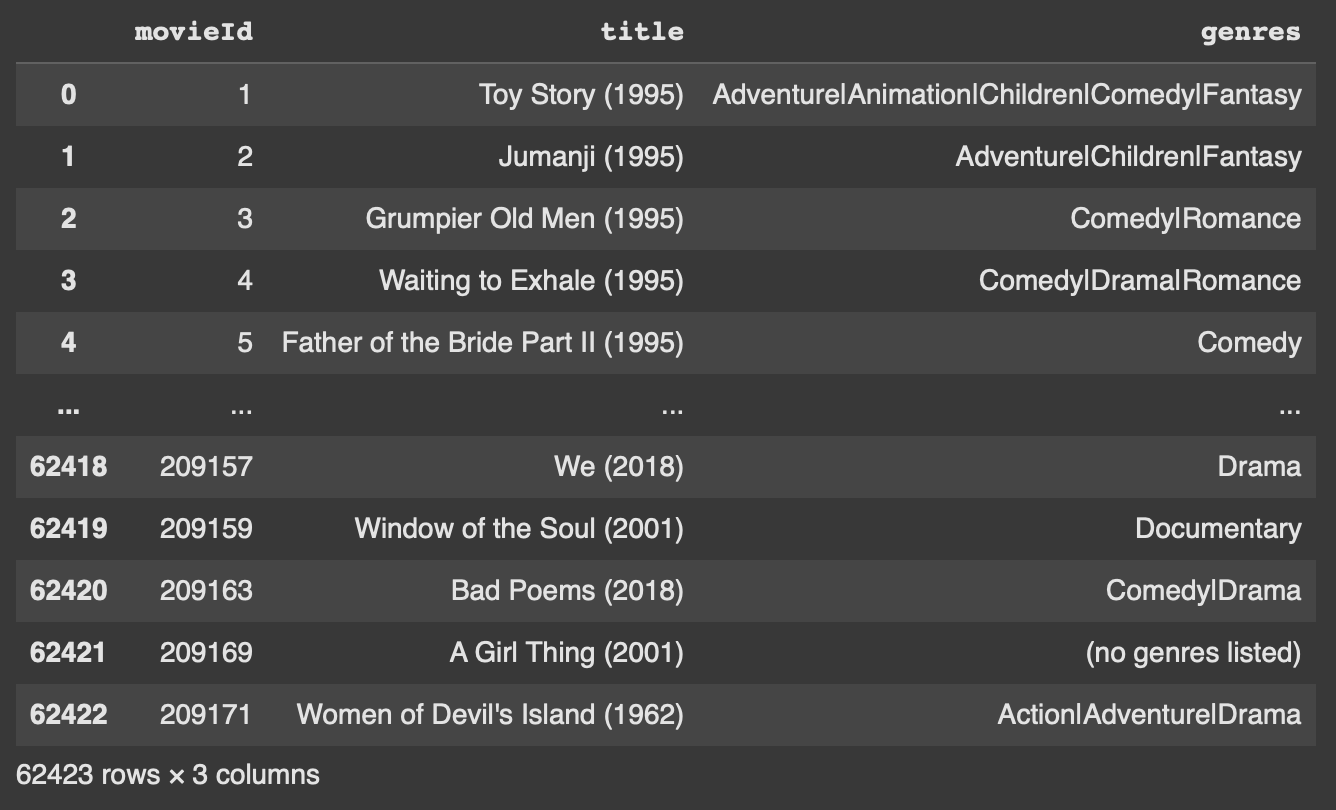 movieId title genres
0 1 Toy Story (1995) Adventure|Animation|Children|Comedy|Fantasy
1 2 Jumanji (1995) Adventure|Children|Fantasy
2 3 Grumpier Old Men (1995) Comedy|Romance
3 4 Waiting to Exhale (1995) Comedy|Drama|Romance
4 5 Father of the Bride Part II (1995) Comedy
... ... ... ...
62418 209157 We (2018) Drama
62419 209159 Window of the Soul (2001) Documentary
62420 209163 Bad Poems (2018) Comedy|Drama
62421 209169 A Girl Thing (2001) (no genres listed)
62422 209171 Women of Devil's Island (1962) Action|Adventure|Drama
62423 rows × 3 columns